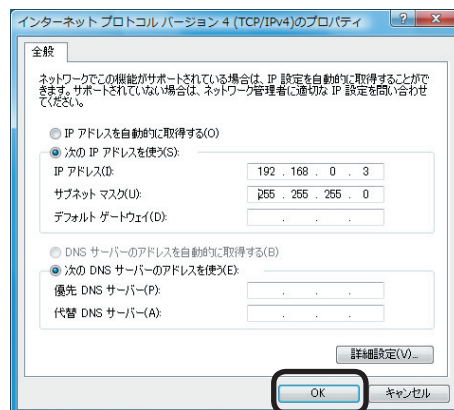 インターネット プロトコル バージョン 4 (TCP/IPv4)のプロパティ
全般
ネットワークでこの機能がサポートされている場合は、IP 設定を自動的に取得することがで
きます。サポートされていない場合は、ネットワーク管理者に適切な IP 設定を問い合わせ
てください。
IP アドレスを自動的に取得する(O)
次の IP アドレスを使う(S):
IP アドレス(I): 192 . 168 . 0 . 3
サブネット マスク(U): 255 . 255 . 255 . 0
デフォルト ゲートウェイ(D): . . .
DNS サーバーのアドレスを自動的に取得する(B)
次の DNS サーバーのアドレスを使う(E):
優先 DNS サーバー(P): . . .
代替 DNS サーバー(A): . . .
詳細設定(V)...
OK キャンセル